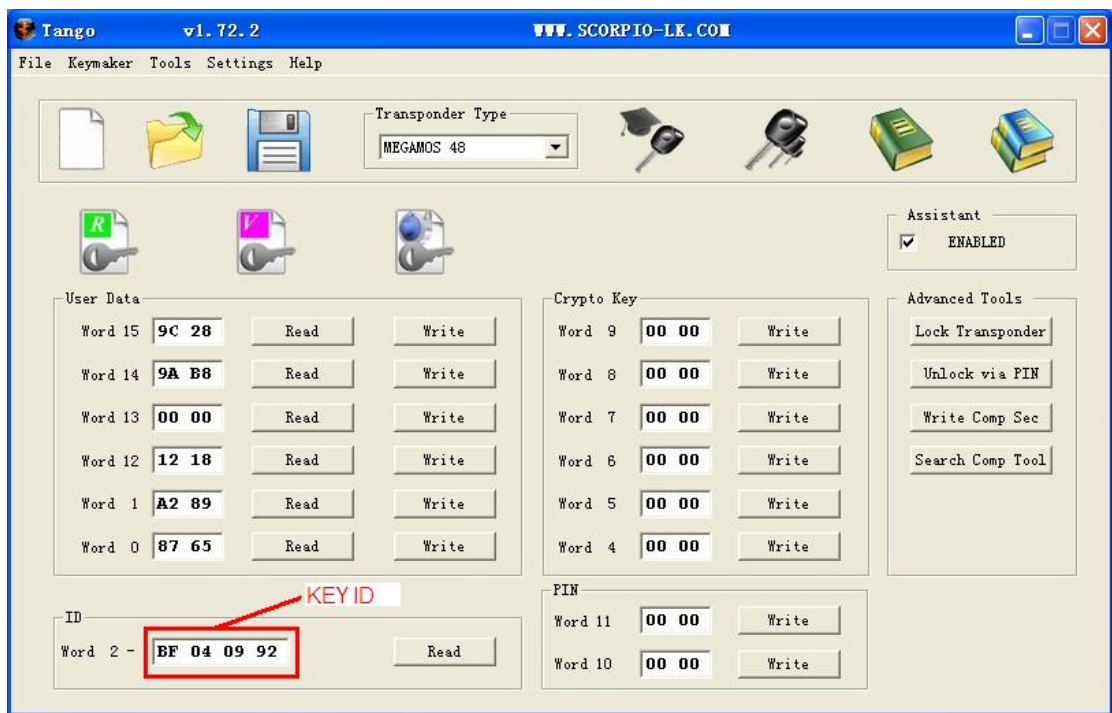 Tango v1.72.2 WWW.SCORPIO-LK.COM
File Keymaker Tools Settings Help
Transponder Type
MEGAMOS 48
R
V
Assistant
ENABLED
User Data
Word 15 9C 28 Read Write
Word 14 9A B8 Read Write
Word 13 00 00 Read Write
Word 12 12 18 Read Write
Word 1 A2 89 Read Write
Word 0 87 65 Read Write
Crypto Key
Word 9 00 00 Write
Word 8 00 00 Write
Word 7 00 00 Write
Word 6 00 00 Write
Word 5 00 00 Write
Word 4 00 00 Write
Advanced Tools
Lock Transponder
Unlock via PIN
Write Comp Sec
Search Comp Tool
KEY ID
ID
Word 2 - BF 04 09 92 Read
PIN
Word 11 00 00 Write
Word 10 00 00 Write